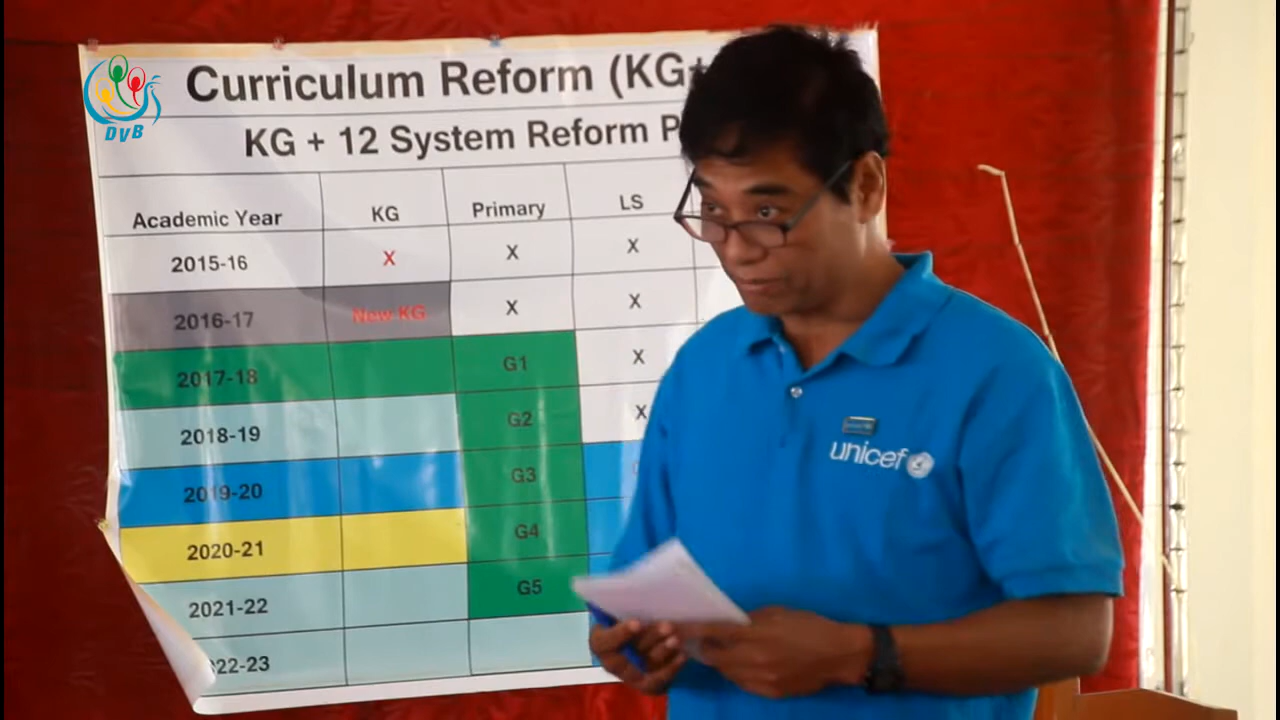 DVB
Curriculum Reform (KG+
KG + 12 System Reform P
Academic Year KG Primary LS
2015-16 X X X
2016-17 New KG X X
2017-18 G1 X
2018-19 G2 X
2019-20 G3
2020-21 G4
2021-22 G5
22-23
unicef